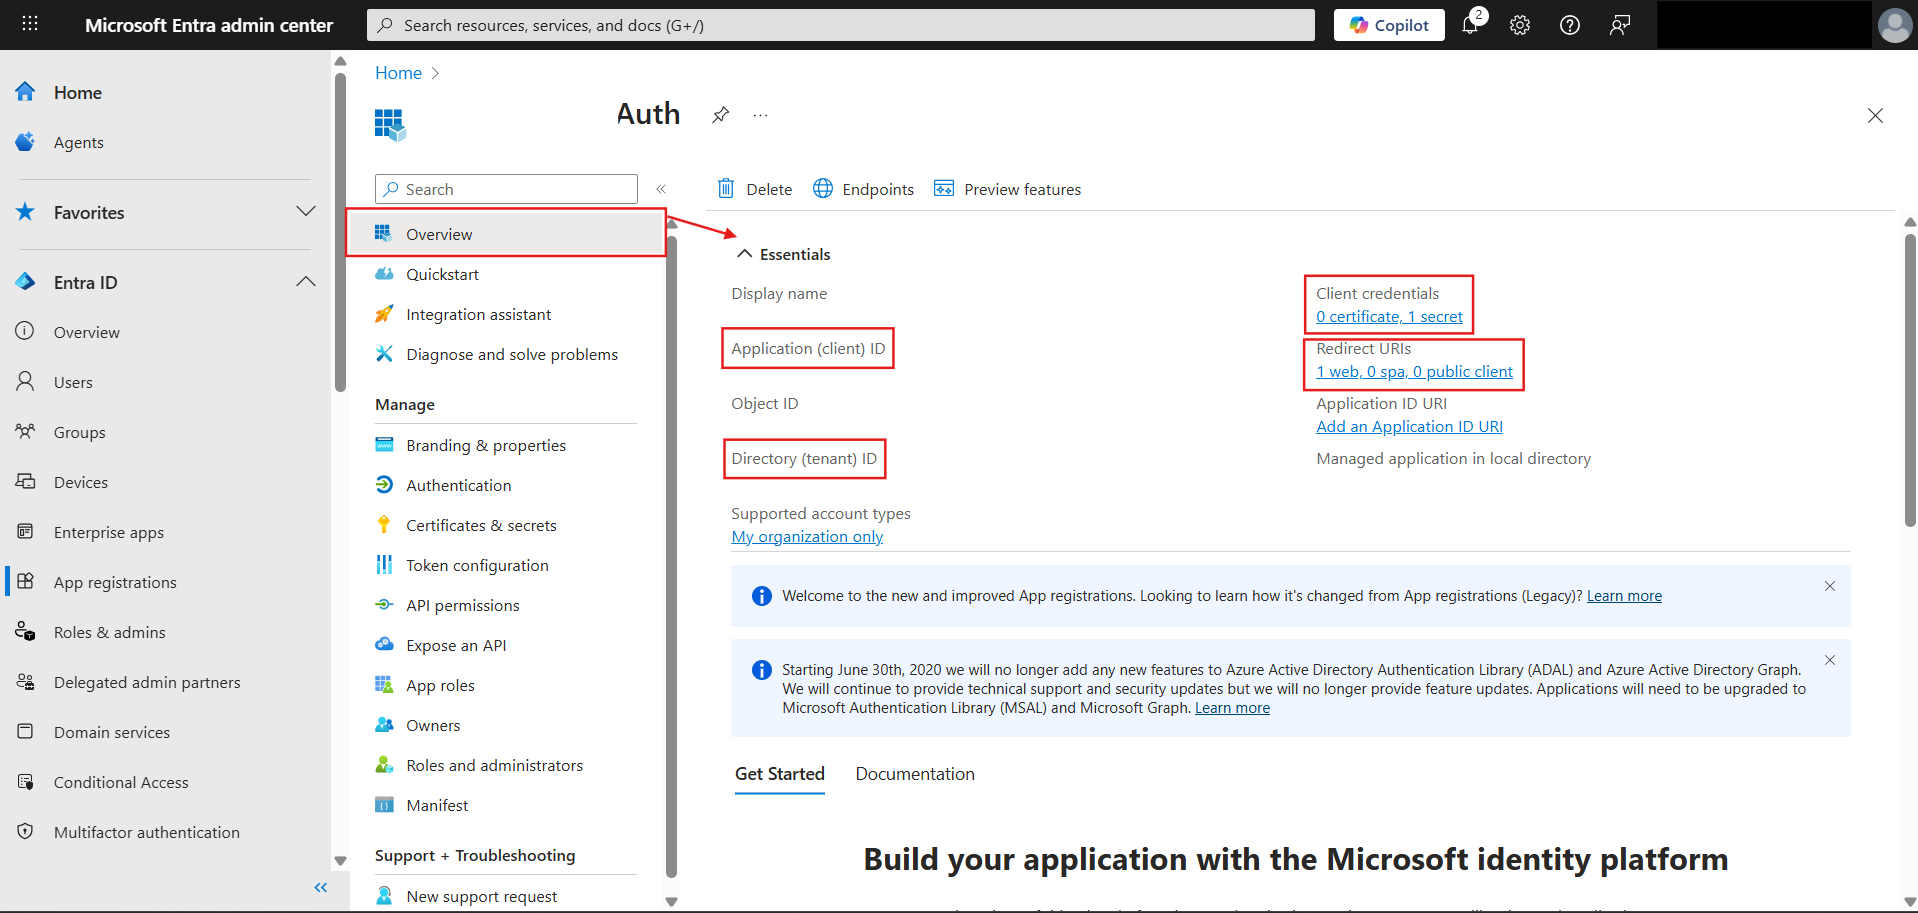 Microsoft Entra admin center
Search resources, services, and docs (G+/)
Copilot
2
Home
Agents
Favorites
Entra ID
Overview
Users
Groups
Devices
Enterprise apps
App registrations
Roles & admins
Delegated admin partners
Domain services
Conditional Access
Multifactor authentication
Home
Auth
Search
Overview
Quickstart
Integration assistant
Diagnose and solve problems
Manage
Branding & properties
Authentication
Certificates & secrets
Token configuration
API permissions
Expose an API
App roles
Owners
Roles and administrators
Manifest
Support + Troubleshooting
New support request
Delete
Endpoints
Preview features
Essentials
Display name
Application (client) ID
Object ID
Directory (tenant) ID
Supported account types
My organization only
Client credentials
0 certificate, 1 secret
Redirect URIs
1 web, 0 spa, 0 public client
Application ID URI
Add an Application ID URI
Managed application in local directory
Welcome to the new and improved App registrations. Looking to learn how it's changed from App registrations (Legacy)? Learn more
Starting June 30th, 2020 we will no longer add any new features to Azure Active Directory Authentication Library (ADAL) and Azure Active Directory Graph.
We will continue to provide technical support and security updates but we will no longer provide feature updates. Applications will need to be upgraded to
Microsoft Authentication Library (MSAL) and Microsoft Graph. Learn more
Get Started
Documentation
Build your application with the Microsoft identity platform